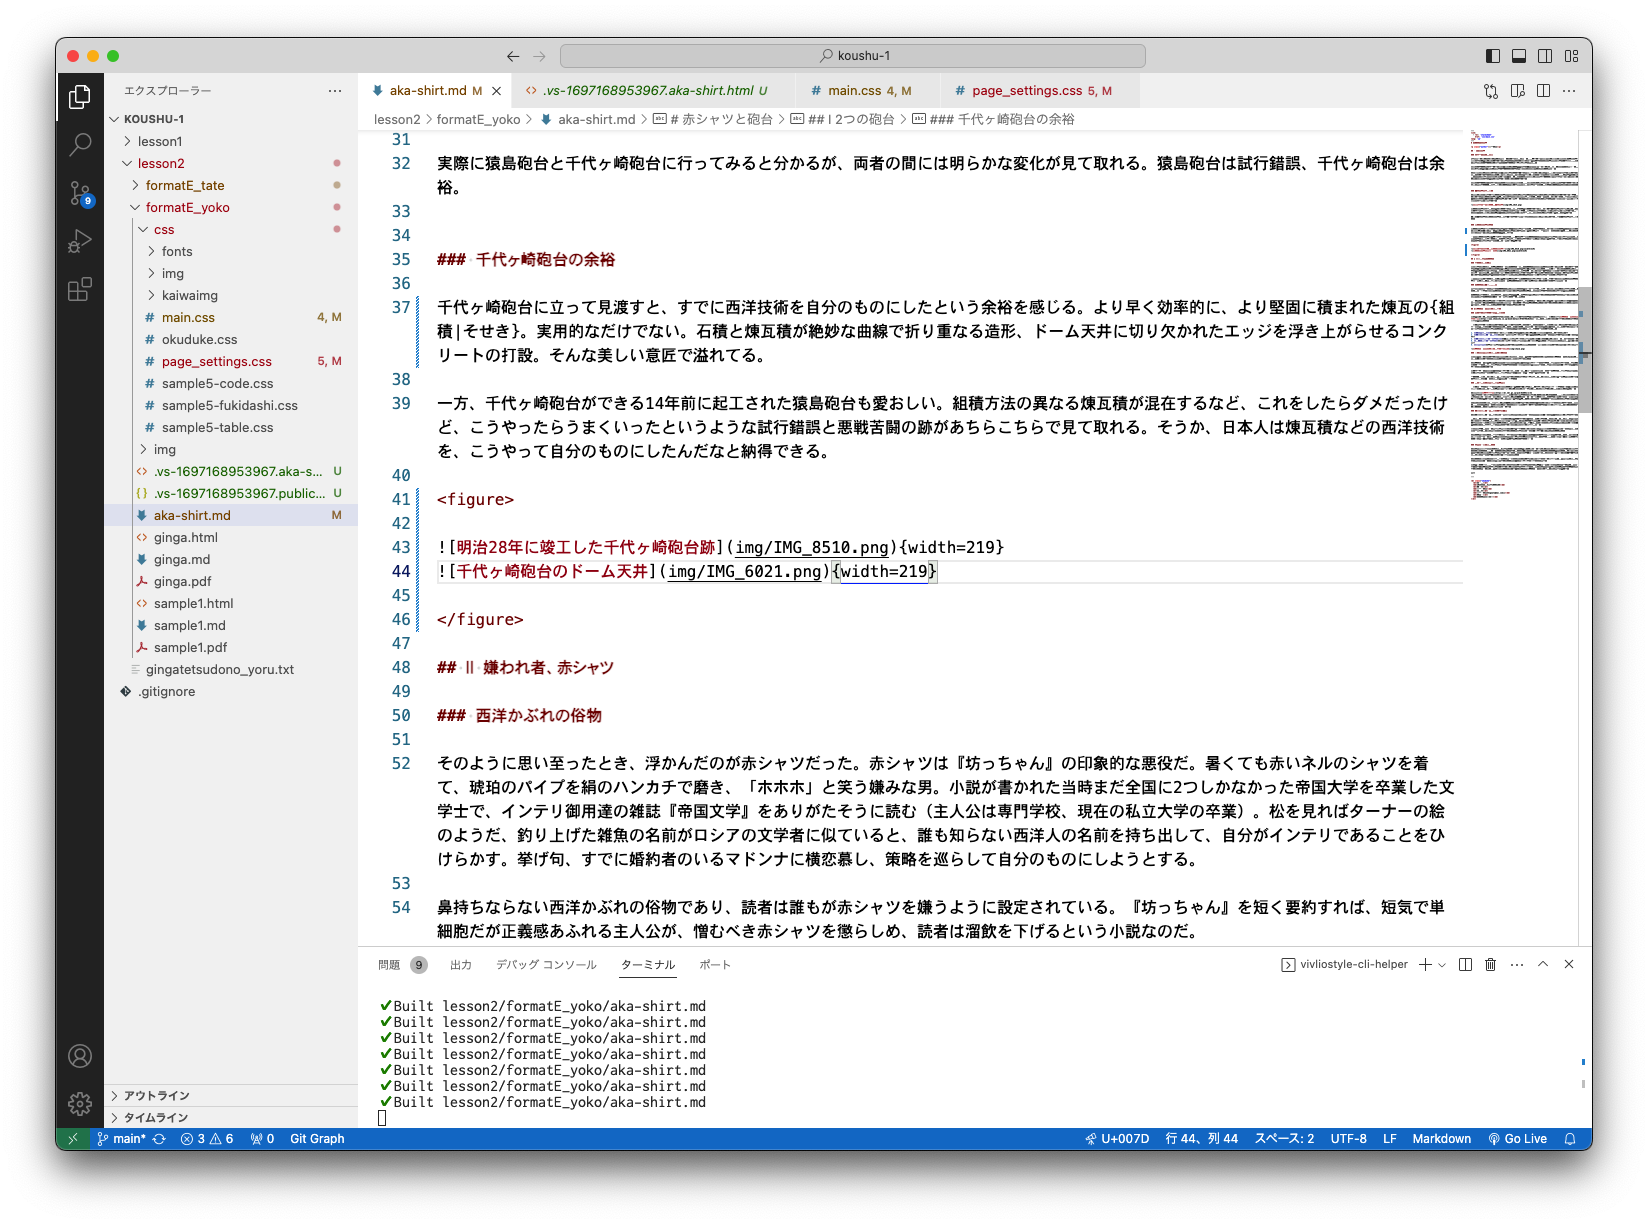 koushu-1
エクスプローラー
KOUSHU-1
lesson1
lesson2
formatE_tate
formatE_yoko
css
fonts
img
kaiwaimg
main.css 4, M
okuduke.css
page_settings.css 5, M
sample5-code.css
sample5-fukidashi.css
sample5-table.css
img
.vs-1697168953967.aka-s... U
.vs-1697168953967.public... U
aka-shirt.md M
ginga.html
ginga.md
ginga.pdf
sample1.html
sample1.md
sample1.pdf
gingatetsudono_yoru.txt
.gitignore
アウトライン
タイムライン
9
aka-shirt.md M
.vs-1697168953967.aka-shirt.html U
main.css 4, M
page_settings.css 5, M
lesson2 > formatE_yoko > aka-shirt.md > # 赤シャツと砲台 > ## Ⅰ 2つの砲台 > ### 千代ヶ崎砲台の余裕
31
32 実際に猿島砲台と千代ヶ崎砲台に行ってみると分かるが、両者の間には明らかな変化が見て取れる。猿島砲台は試行錯誤、千代ヶ崎砲台は余
裕。
33
34
35 ### 千代ヶ崎砲台の余裕
36
37 千代ヶ崎砲台に立って見渡すと、すでに西洋技術を自分のものにしたという余裕を感じる。より早く効率的に、より堅固に積まれた煉瓦の{組
積|そせき}。実用的なだけでない。石積と煉瓦積が絶妙な曲線で折り重なる造形、ドーム天井に切り欠かれたエッジを浮き上がらせるコンク
リートの打設。そんな美しい意匠で溢れてる。
38
39 一方、千代ヶ崎砲台ができる14年前に起工された猿島砲台も愛おしい。組積方法の異なる煉瓦積が混在するなど、これをしたらダメだったけ
ど、こうやったらうまくいったというような試行錯誤と悪戦苦闘の跡があちらこちらで見て取れる。そうか、日本人は煉瓦積などの西洋技術
を、こうやって自分のものにしたんだなと納得できる。
40
41 <figure>
42
43 ![明治28年に竣工した千代ヶ崎砲台跡](img/IMG_8510.png){width=219}
44 ![千代ヶ崎砲台のドーム天井](img/IMG_6021.png){width=219}
45
46 </figure>
47
48 ## Ⅱ 嫌われ者、赤シャツ
49
50 ### 西洋かぶれの俗物
51
52 そのように思い至ったとき、浮かんだのが赤シャツだった。赤シャツは『坊っちゃん』の印象的な悪役だ。暑くても赤いネルのシャツを着
て、琥珀のパイプを絹のハンカチで磨き、「ホホホ」と笑う嫌みな男。小説が書かれた当時まだ全国に2つしかなかった帝国大学を卒業した文
学士で、インテリ御用達の雑誌『帝国文学』をありがたそうに読む（主人公は専門学校、現在の私立大学の卒業）。松を見ればターナーの絵
のようだ、釣り上げた雑魚の名前がロシアの文学者に似ていると、誰も知らない西洋人の名前を持ち出して、自分がインテリであることをひ
けらかす。挙げ句、すでに婚約者のいるマドンナに横恋慕し、策略を巡らして自分のものにしようとする。
53
54 鼻持ちならない西洋かぶれの俗物であり、読者は誰もが赤シャツを嫌うように設定されている。『坊っちゃん』を短く要約すれば、短気で単
細胞だが正義感あふれる主人公が、憎むべき赤シャツを懲らしめ、読者は溜飲を下げるという小説なのだ。
問題 9 出力 デバッグ コンソール ターミナル ポート vivliostyle-cli-helper
✔Built lesson2/formatE_yoko/aka-shirt.md
✔Built lesson2/formatE_yoko/aka-shirt.md
✔Built lesson2/formatE_yoko/aka-shirt.md
✔Built lesson2/formatE_yoko/aka-shirt.md
✔Built lesson2/formatE_yoko/aka-shirt.md
✔Built lesson2/formatE_yoko/aka-shirt.md
✔Built lesson2/formatE_yoko/aka-shirt.md
main* 3 6 0 Git Graph U+007D 行 44、列 44 スペース: 2 UTF-8 LF Markdown Go Live